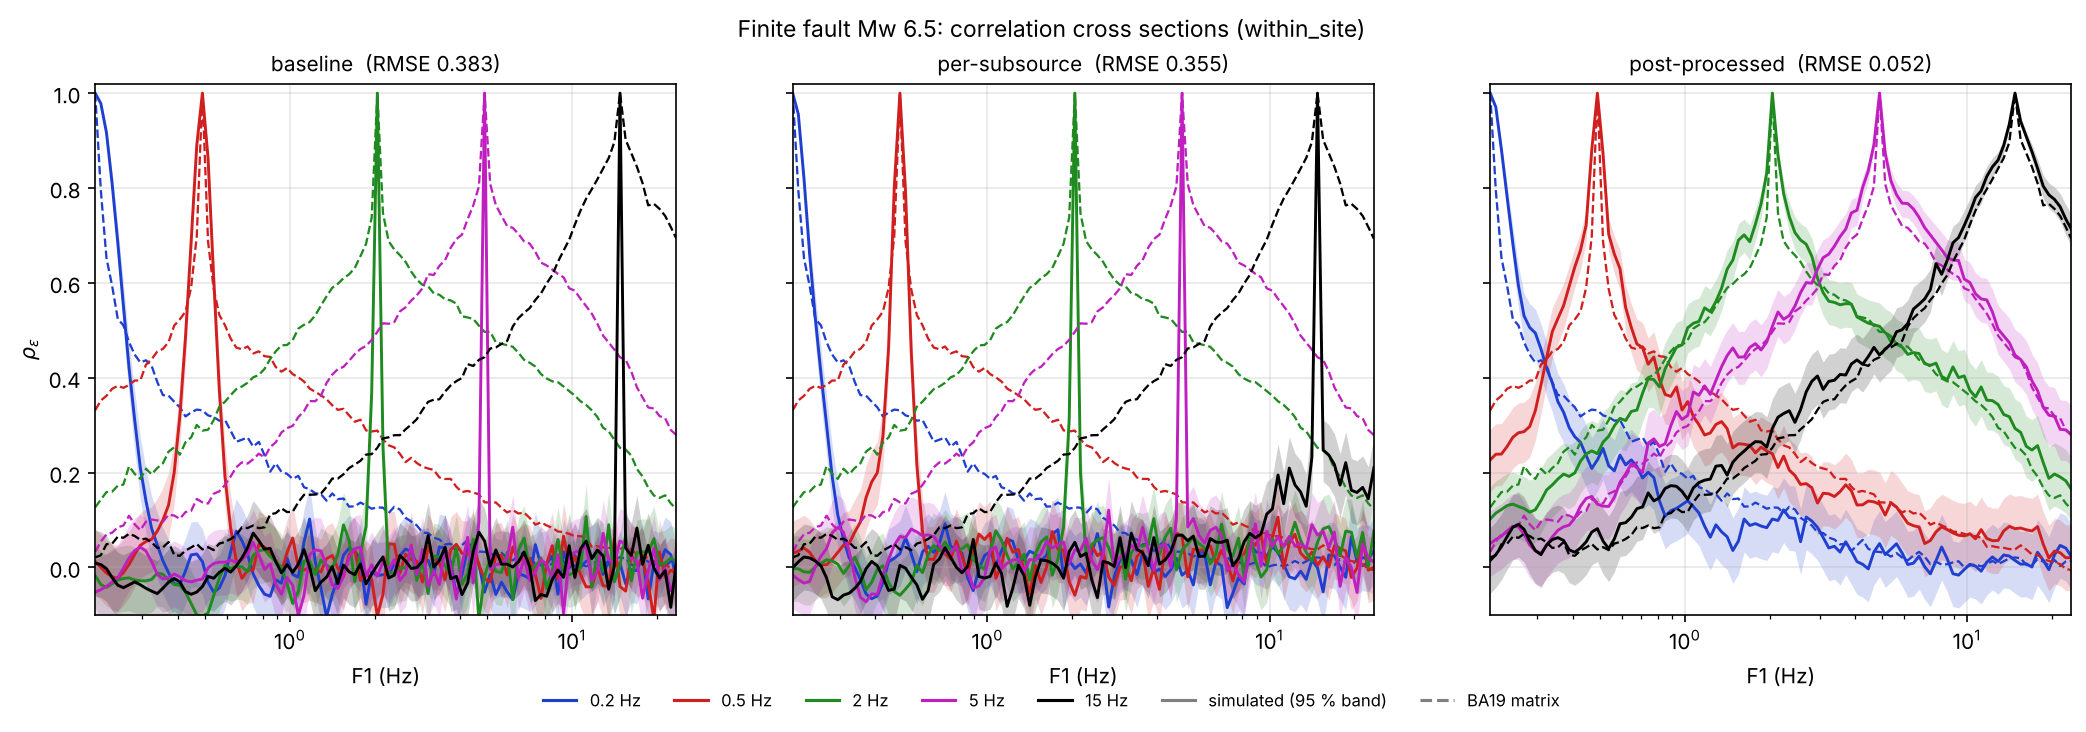 Finite fault Mw 6.5: correlation cross sections (within_site)
baseline (RMSE 0.383)
per-subsource (RMSE 0.355)
post-processed (RMSE 0.052)
1.0
0.8
0.6
0.4
0.2
0.0
ρε
10⁰
10¹
10⁰
10¹
10⁰
10¹
F1 (Hz)
F1 (Hz)
F1 (Hz)
0.2 Hz
0.5 Hz
2 Hz
5 Hz
15 Hz
simulated (95 % band)
BA19 matrix